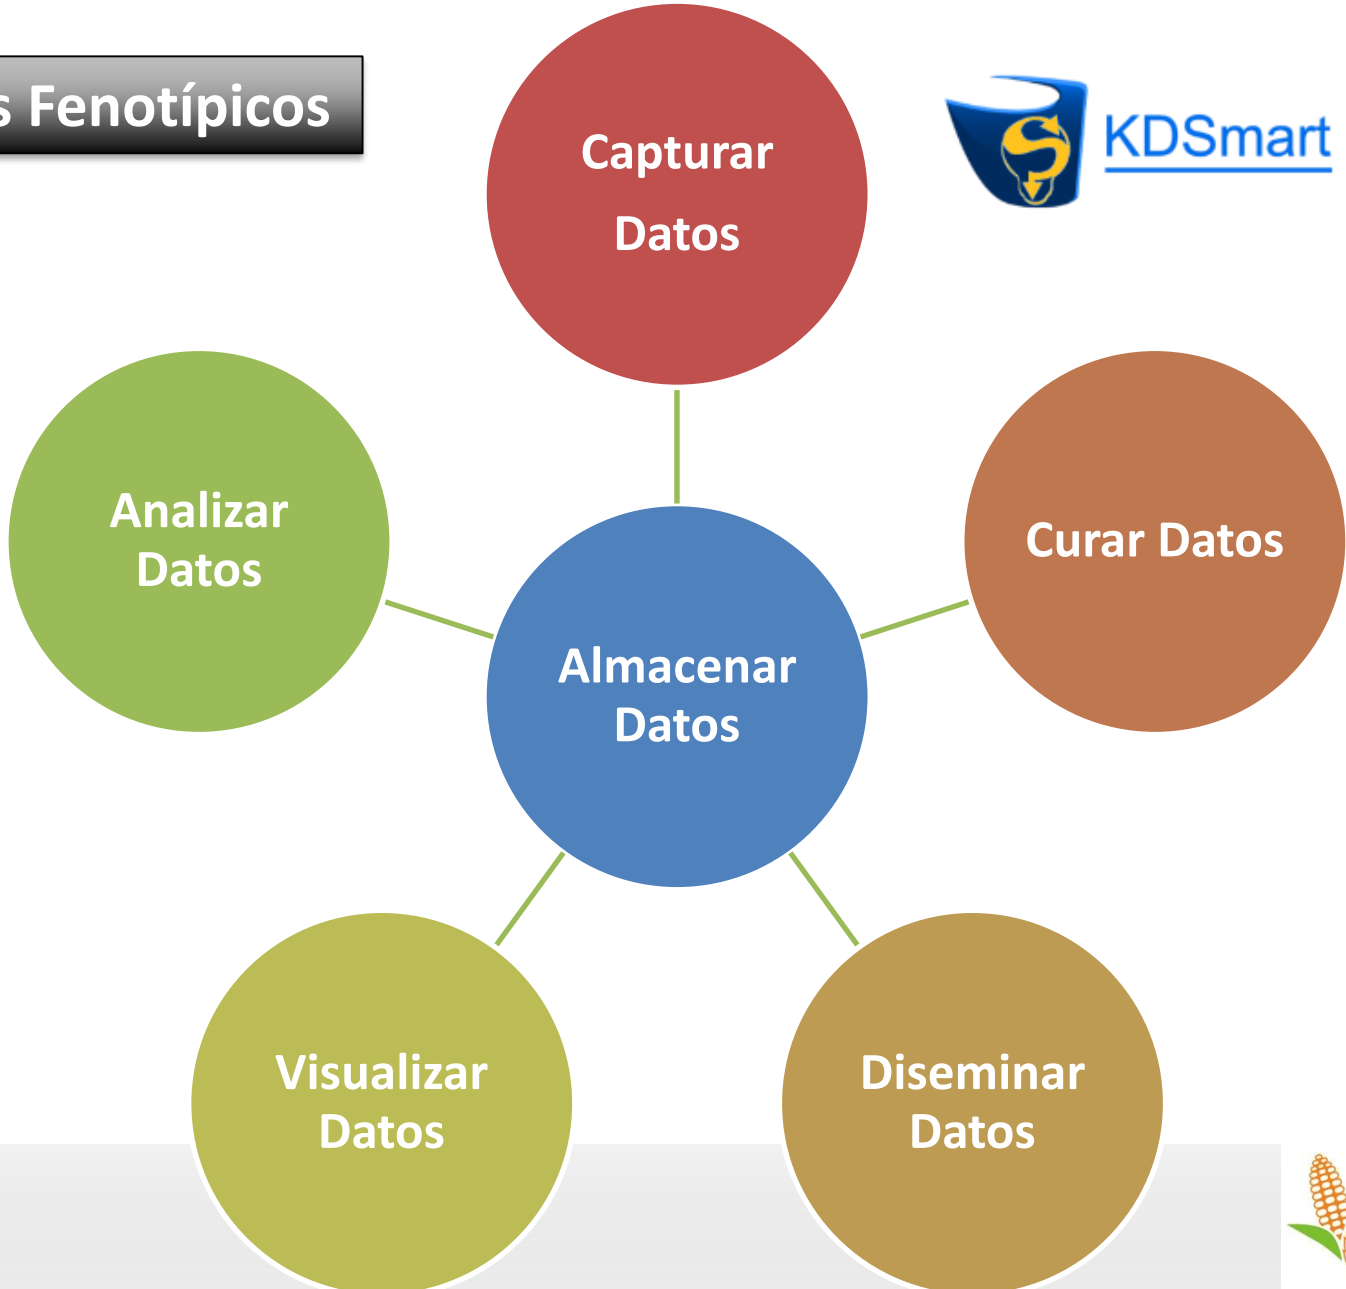 s Fenotípicos
KDSmart
Capturar
Datos
Analizar
Datos
Curar Datos
Almacenar
Datos
Visualizar
Datos
Diseminar
Datos